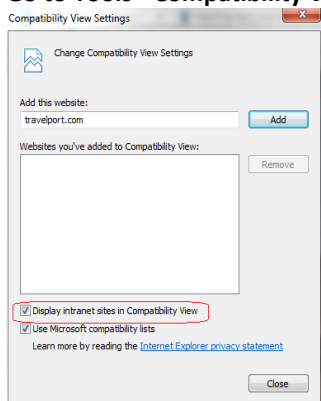 Go to Tools - Compatibility V
Compatibility View Settings
Change Compatibility View Settings
Add this website:
travelport.com
Add
Websites you've added to Compatibility View:
Remove
Display intranet sites in Compatibility View
Use Microsoft compatibility lists
Learn more by reading the Internet Explorer privacy statement
Close